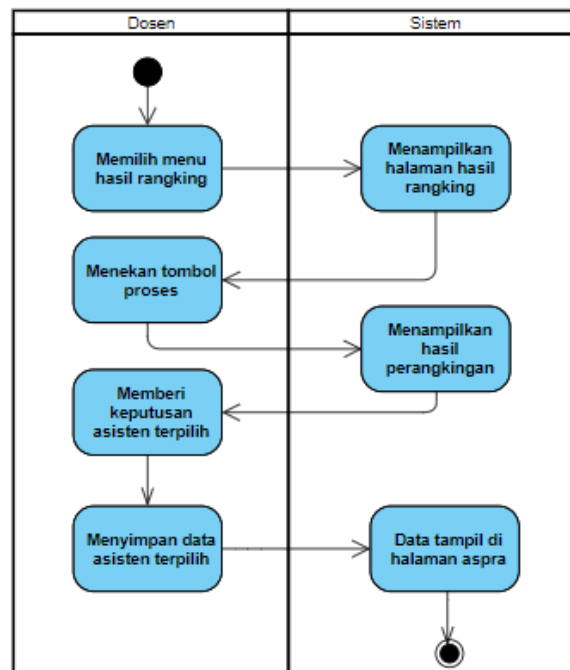 Dosen
Sistem
Memilih menu
hasil rangking
Menampilkan
halaman hasil
rangking
Menekan tombol
proses
Menampilkan
hasil
perangkingan
Memberi
keputusan
asisten terpilih
Menyimpan data
asisten terpilih
Data tampil di
halaman aspra